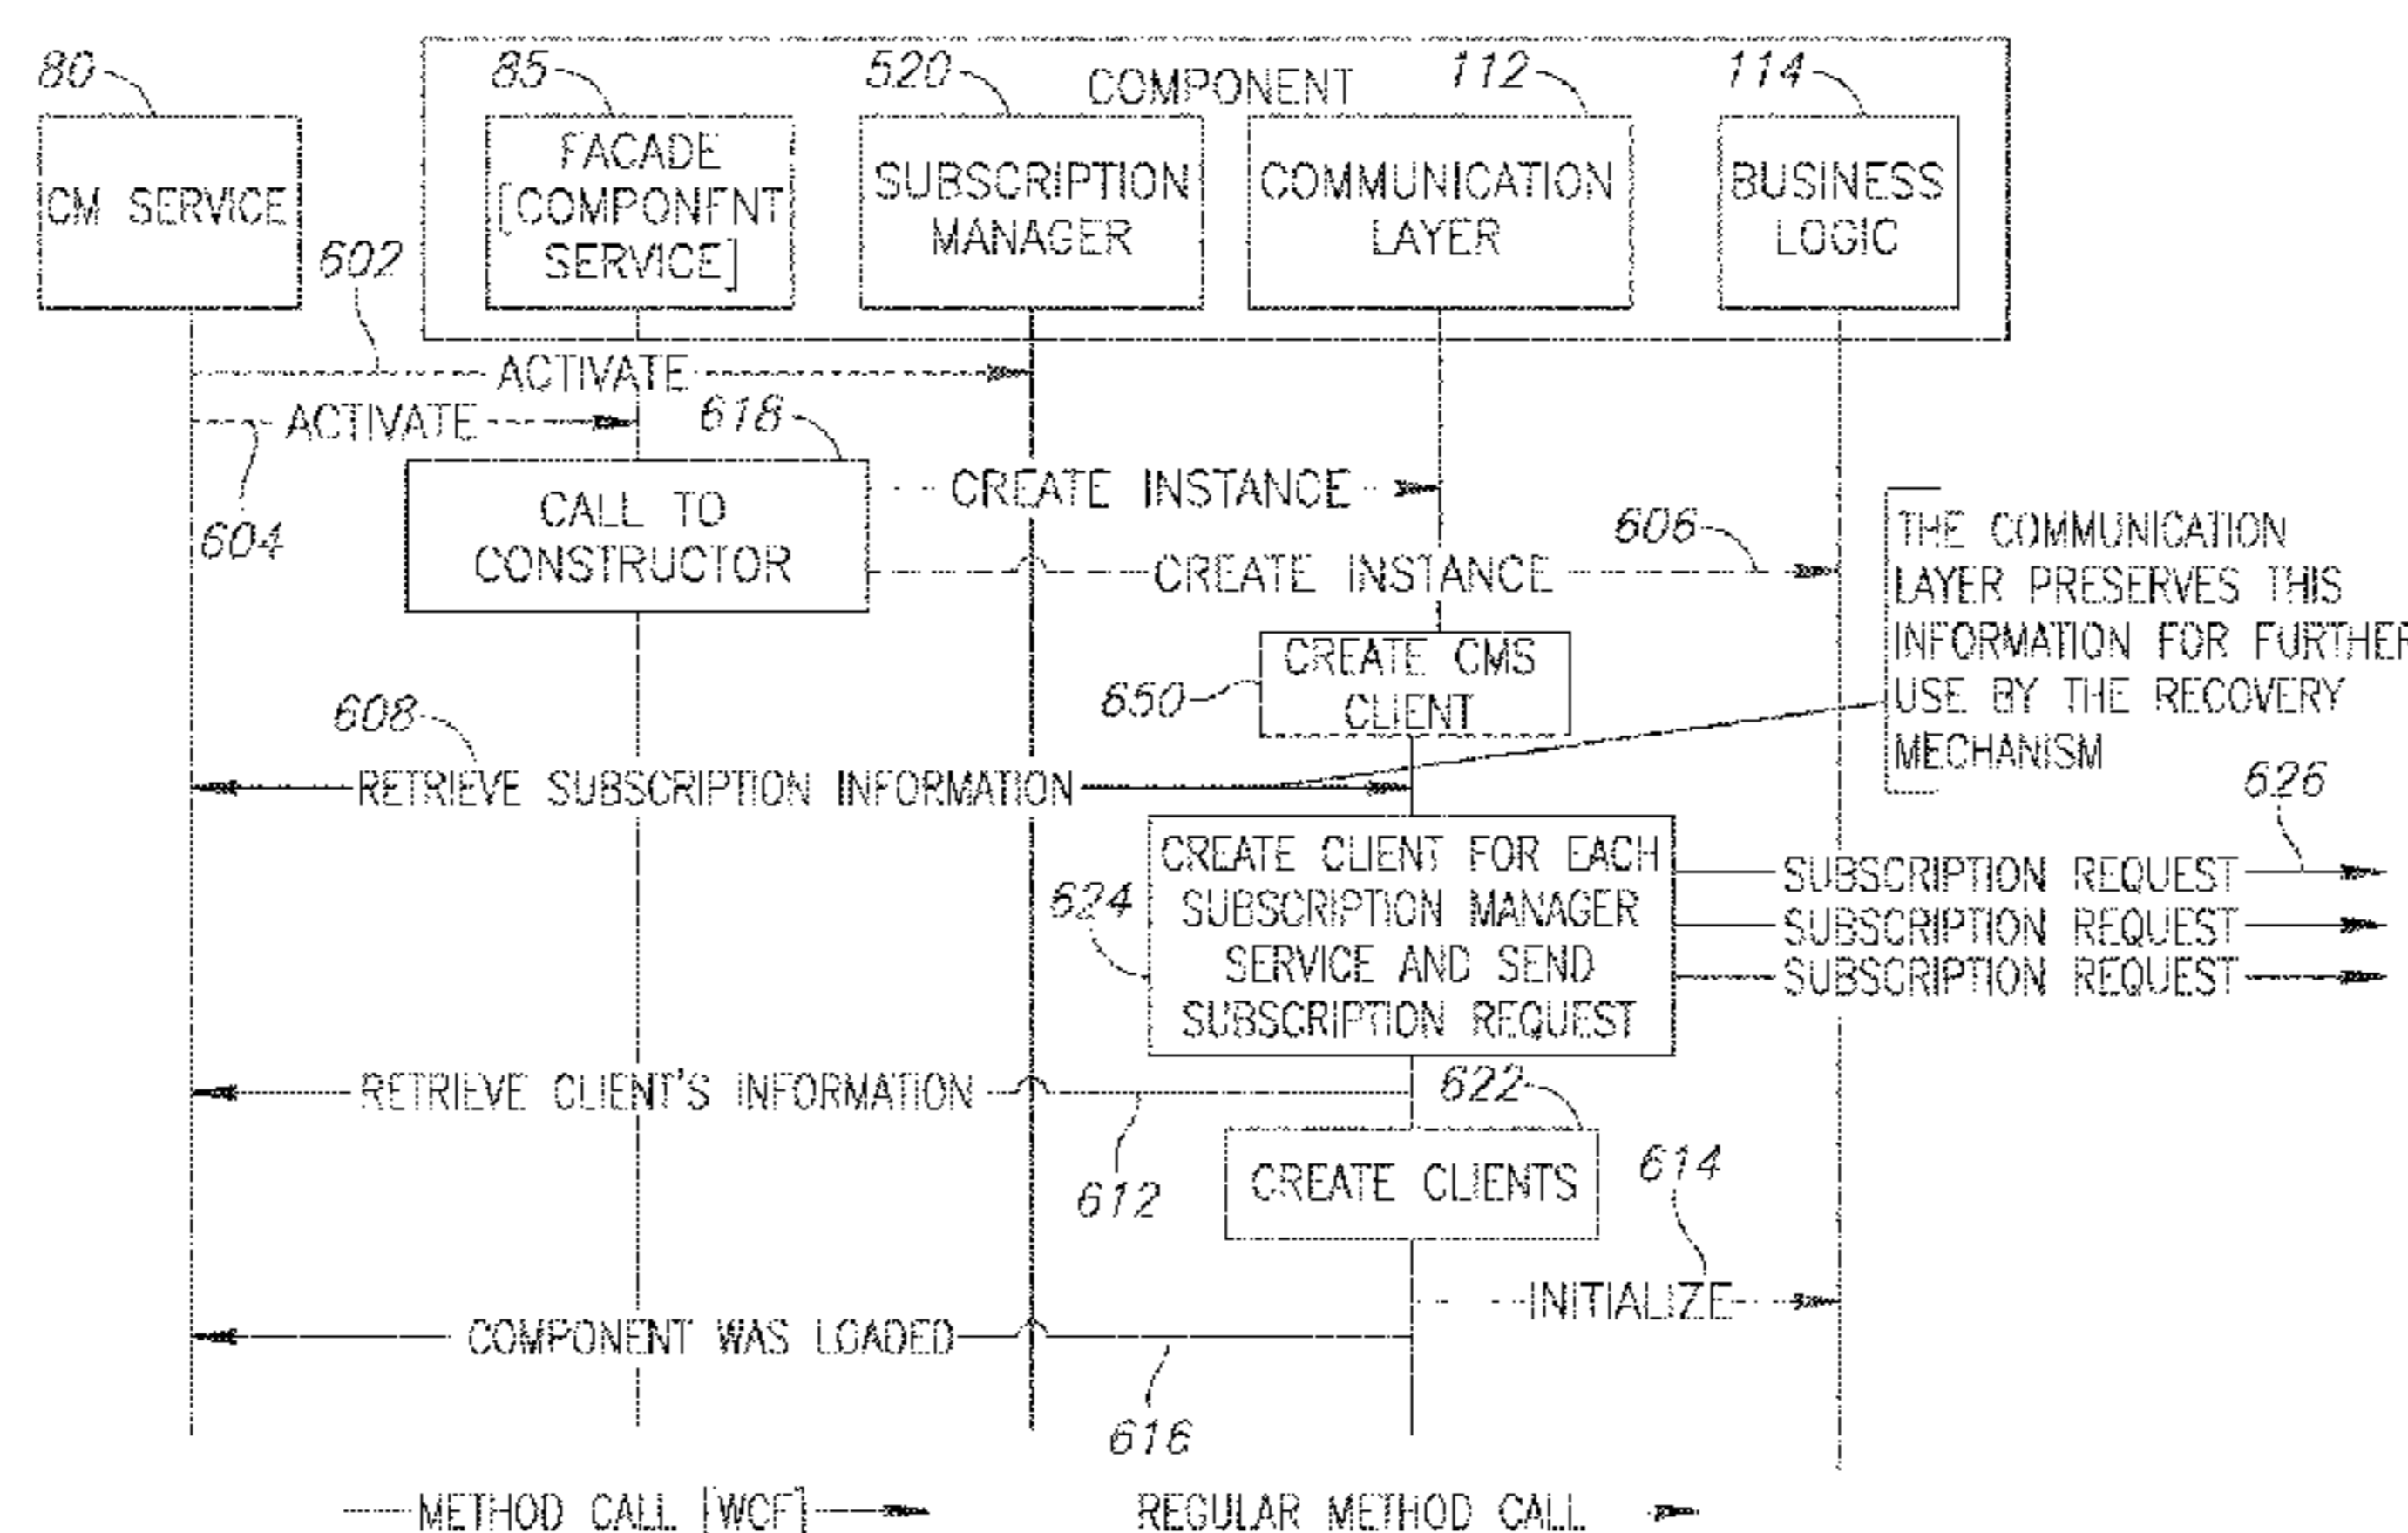 80
85
520
COMPONENT
112
114
CM SERVICE
FACADE
[COMPONENT
SERVICE]
SUBSCRIPTION
MANAGER
COMMUNICATION
LAYER
BUSINESS
LOGIC
602
ACTIVATE
ACTIVATE
618
604
CALL TO
CONSTRUCTOR
CREATE INSTANCE
606
CREATE INSTANCE
THE COMMUNICATION
LAYER PRESERVES THIS
INFORMATION FOR FURTHER
USE BY THE RECOVERY
MECHANISM
650
CREATE CMS
CLIENT
608
RETRIEVE SUBSCRIPTION INFORMATION
626
624
CREATE CLIENT FOR EACH
SUBSCRIPTION MANAGER
SERVICE AND SEND
SUBSCRIPTION REQUEST
SUBSCRIPTION REQUEST
SUBSCRIPTION REQUEST
SUBSCRIPTION REQUEST
RETRIEVE CLIENT'S INFORMATION
622
612
CREATE CLIENTS
614
INITIALIZE
COMPONENT WAS LOADED
616
METHOD CALL [WCF]
REGULAR METHOD CALL